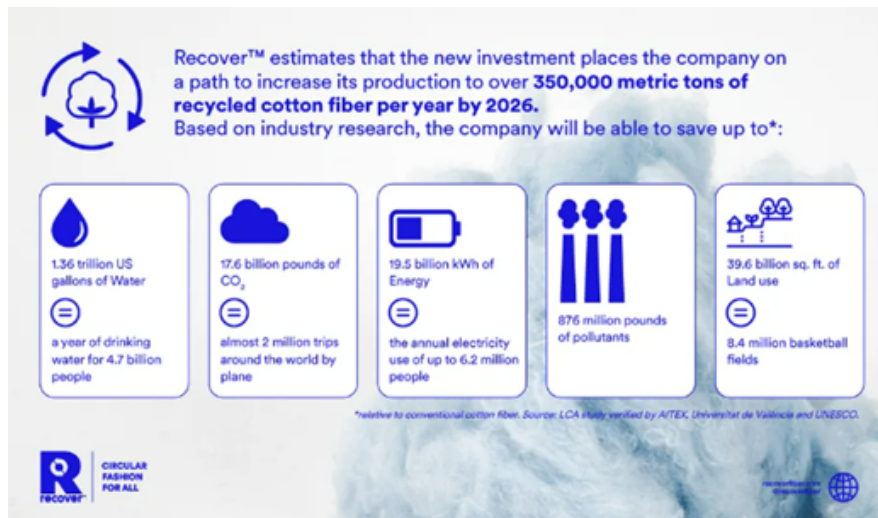 Recover™ estimates that the new investment places the company on
a path to increase its production to over 350,000 metric tons of
recycled cotton fiber per year by 2026.
Based on industry research, the company will be able to save up to*:
1.36 trillion US
gallons of Water
=
a year of drinking
water for 4.7 billion
people
17.6 billion pounds of
CO₂
=
almost 2 million trips
around the world by
plane
19.5 billion kWh of
Energy
=
the annual electricity
use of up to 6.2 million
people
876 million pounds
of pollutants
39.6 billion sq. ft. of
Land use
=
8.4 million basketball
fields
*relative to conventional cotton fiber. Source: LCA study verified by AITEX, Universitat de València and UNESCO.
R
recover™
CIRCULAR
FASHION
FOR ALL